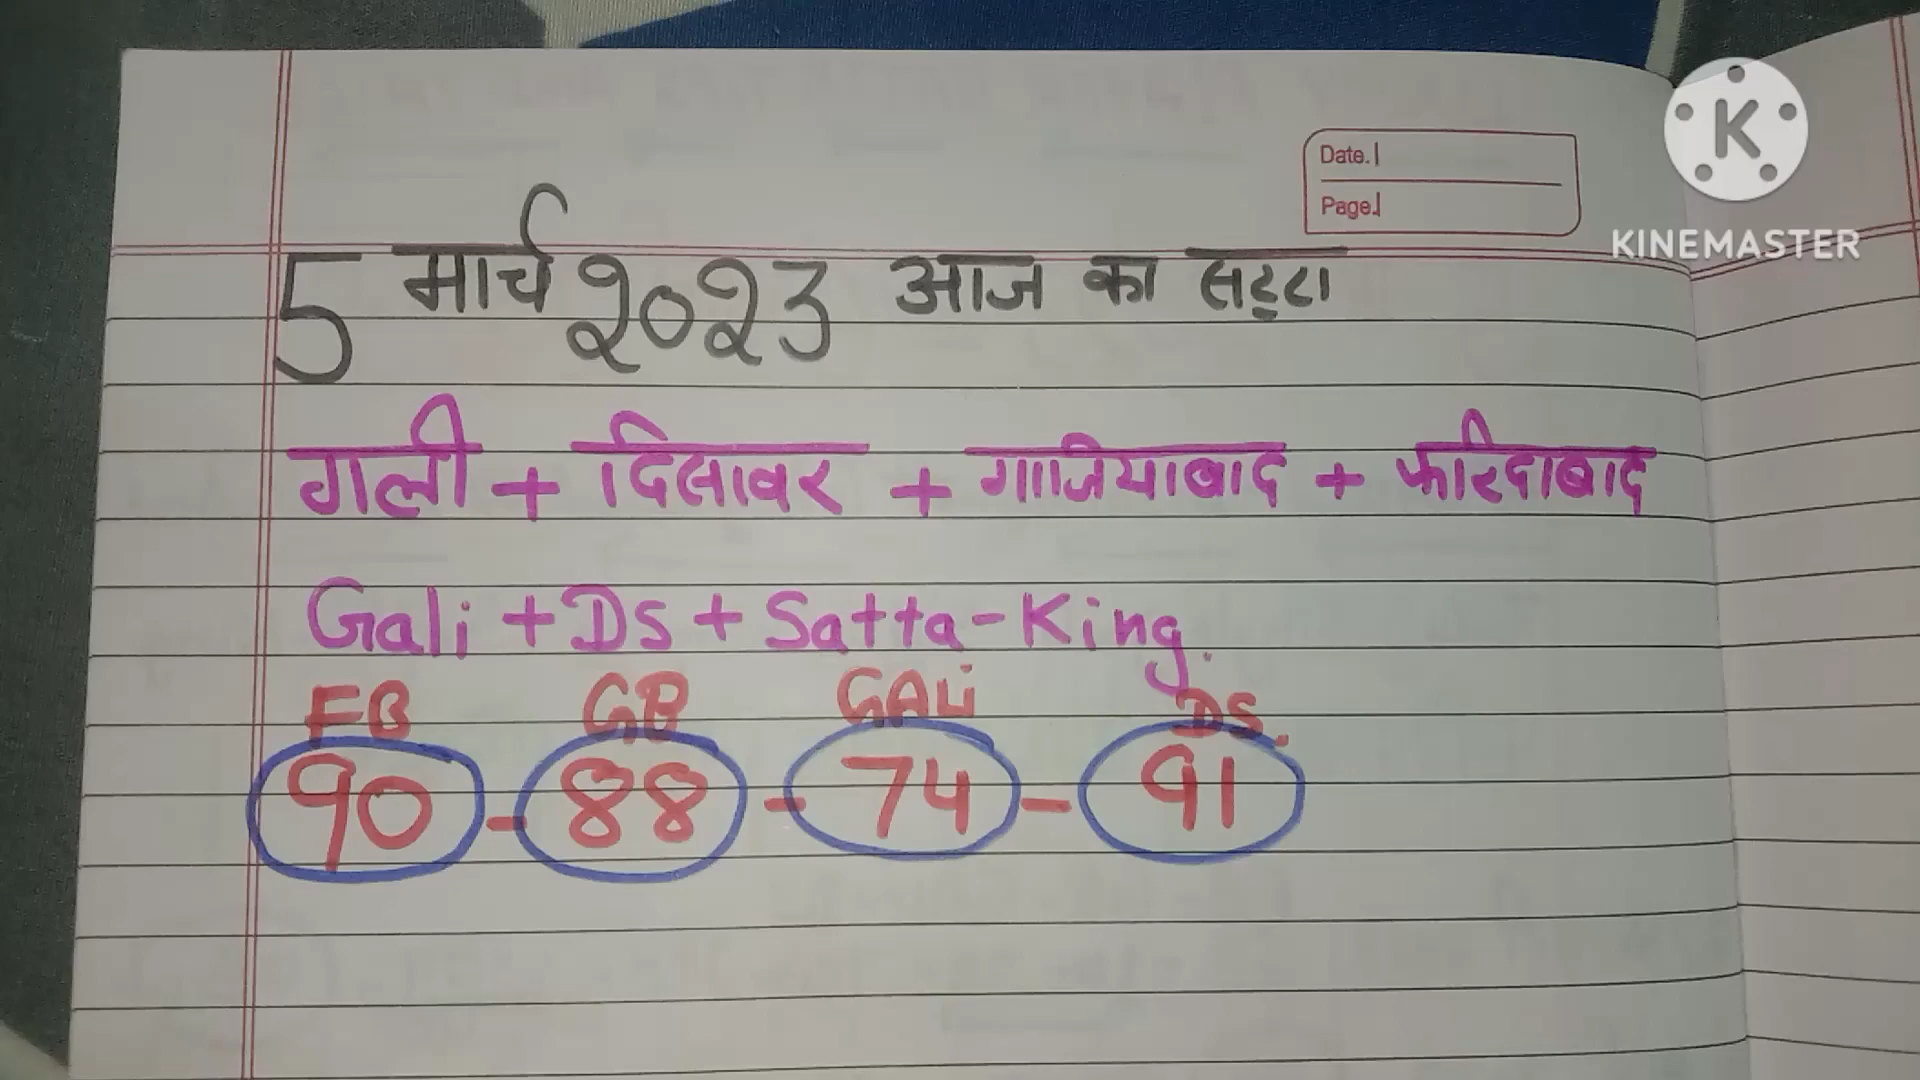 Date.
Page.
KINEMASTER
5 मार्च 2023 आज का सट्टा
गली + दिसावर + गाजियाबाद + फरिदाबाद
Gali + DS + Satta-King.
FB GB GALi DS.
90 - 88 - 74 - 91